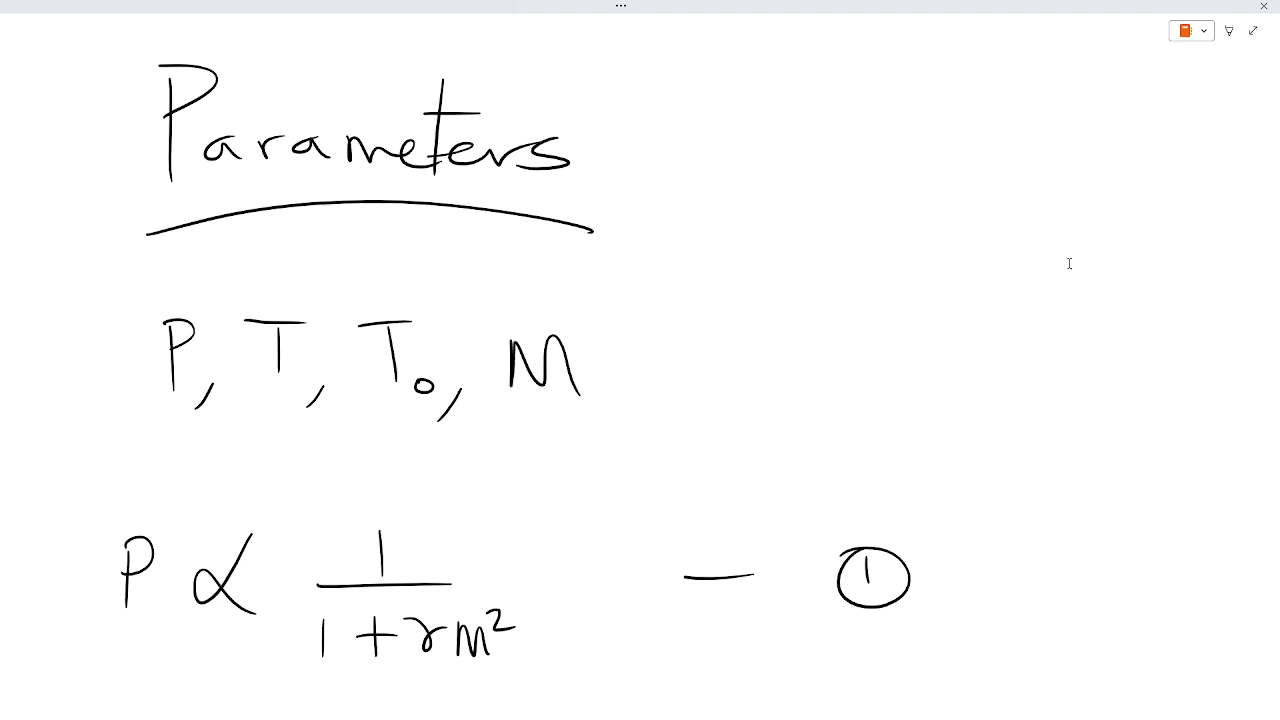 Parameters
P, T, T₀, M
P ∝ 1/(1+γM²) — ①